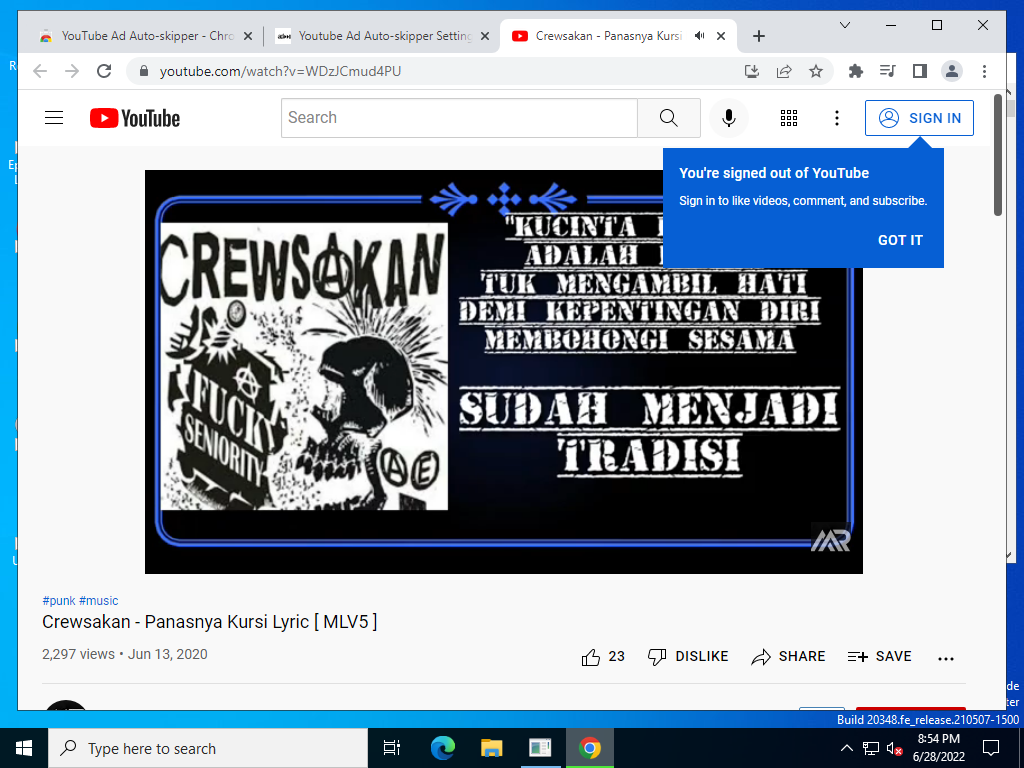 YouTube Ad Auto-skipper - Chro
Youtube Ad Auto-skipper Setting
Crewsakan - Panasnya Kursi
youtube.com/watch?v=WDzJCmud4PU
YouTube
Search
SIGN IN
You're signed out of YouTube
Sign in to like videos, comment, and subscribe.
GOT IT
CREWSAKAN
FUCK
SENIORITY
A E
"KUCINTA
ADALAH
TUK MENGAMBIL HATI
DEMI KEPENTINGAN DIRI
MEMBOHONGI SESAMA
SUDAH MENJADI
TRADISI
MR
#punk #music
Crewsakan - Panasnya Kursi Lyric [ MLV5 ]
2,297 views • Jun 13, 2020
23
DISLIKE
SHARE
SAVE
Build 20348.fe_release.210507-1500
Type here to search
8:54 PM
6/28/2022